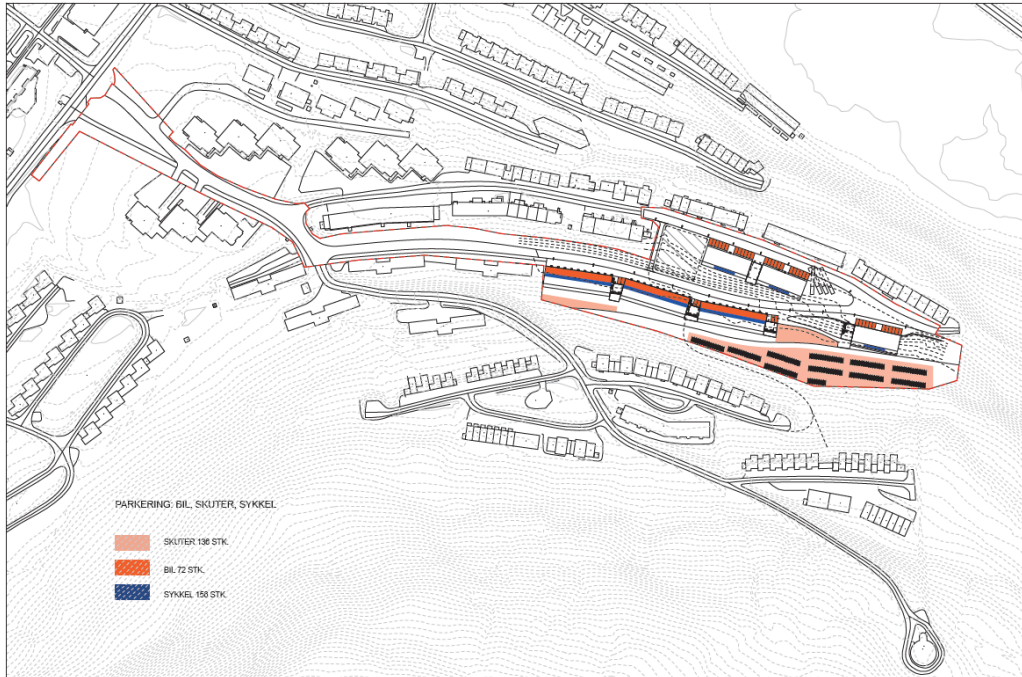 PARKERING: BIL, SKUTER, SYKKEL
SKUTER 136 STK.
BIL 72 STK.
SYKKEL 158 STK.